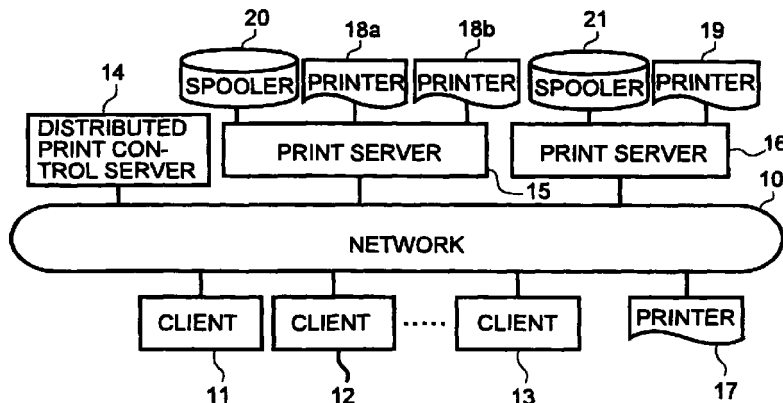 20
18a
18b
21
19
14
SPOOLER
PRINTER
PRINTER
SPOOLER
PRINTER
DISTRIBUTED
PRINT CON-
TROL SERVER
PRINT SERVER
PRINT SERVER
16
15
10
NETWORK
CLIENT
CLIENT
.....
CLIENT
PRINTER
11
12
13
17